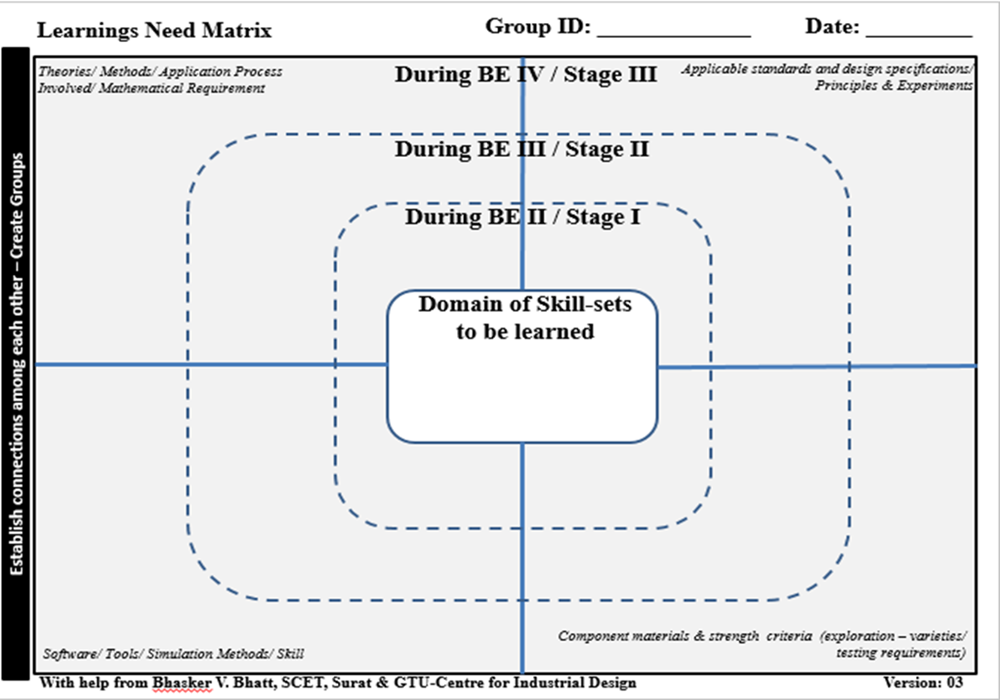 Learnings Need Matrix
Group ID: _____________
Date: _________
Establish connections among each other – Create Groups
Theories/ Methods/ Application Process
Involved/ Mathematical Requirement
During BE IV / Stage III
Applicable standards and design specifications/
Principles & Experiments
During BE III / Stage II
During BE II / Stage I
Domain of Skill-sets
to be learned
Software/ Tools/ Simulation Methods/ Skill
Component materials & strength criteria (exploration – varieties/
testing requirements)
With help from Bhasker V. Bhatt, SCET, Surat & GTU-Centre for Industrial Design
Version: 03